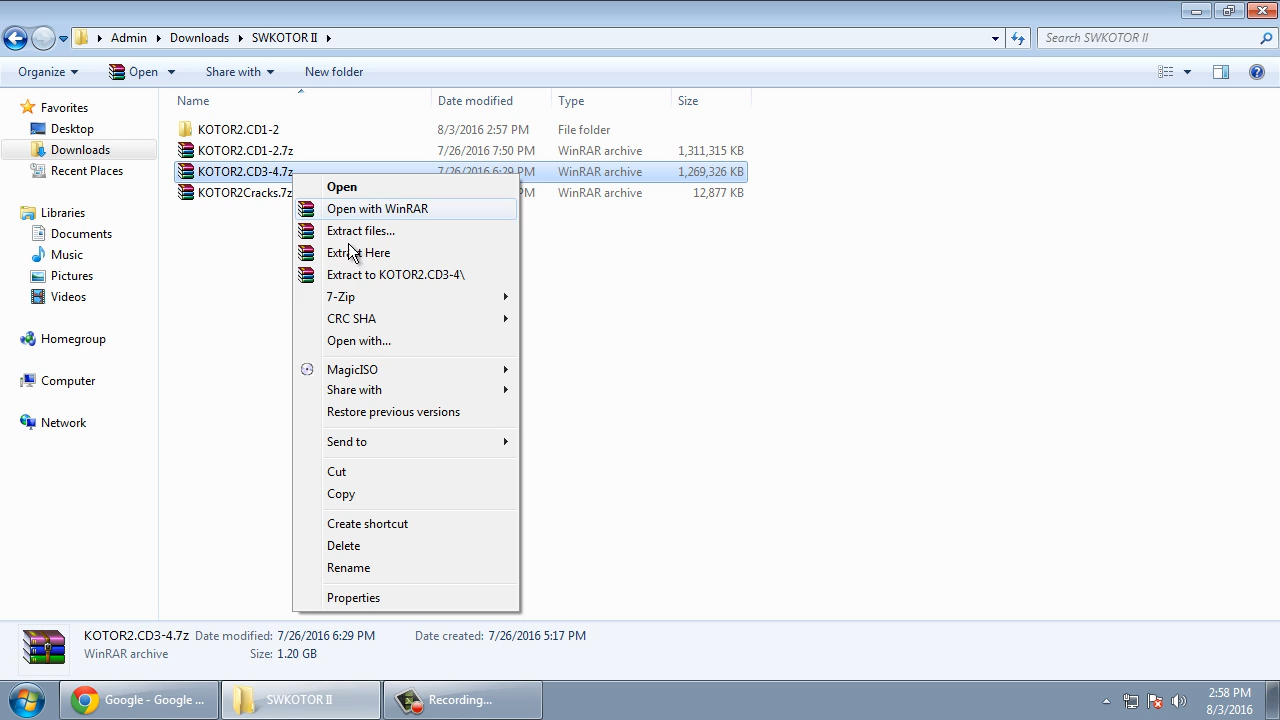 Admin Downloads SWKOTOR II
Search SWKOTOR II
Organize Open Share with New folder
Name Date modified Type Size
Favorites
Desktop
Downloads
Recent Places
Libraries
Documents
Music
Pictures
Videos
Homegroup
Computer
Network
KOTOR2.CD1-2 8/3/2016 2:57 PM File folder
KOTOR2.CD1-2.7z 7/26/2016 7:50 PM WinRAR archive 1,311,315 KB
KOTOR2.CD3-4.7z 7/26/2016 6:29 PM WinRAR archive 1,269,326 KB
KOTOR2Cracks.7z PM WinRAR archive 12,877 KB
Open
Open with WinRAR
Extract files...
Extract Here
Extract to KOTOR2.CD3-4\
7-Zip
CRC SHA
Open with...
MagicISO
Share with
Restore previous versions
Send to
Cut
Copy
Create shortcut
Delete
Rename
Properties
KOTOR2.CD3-4.7z Date modified: 7/26/2016 6:29 PM Date created: 7/26/2016 5:17 PM
WinRAR archive Size: 1.20 GB
Google - Google ... SWKOTOR II Recording...
2:58 PM
8/3/2016